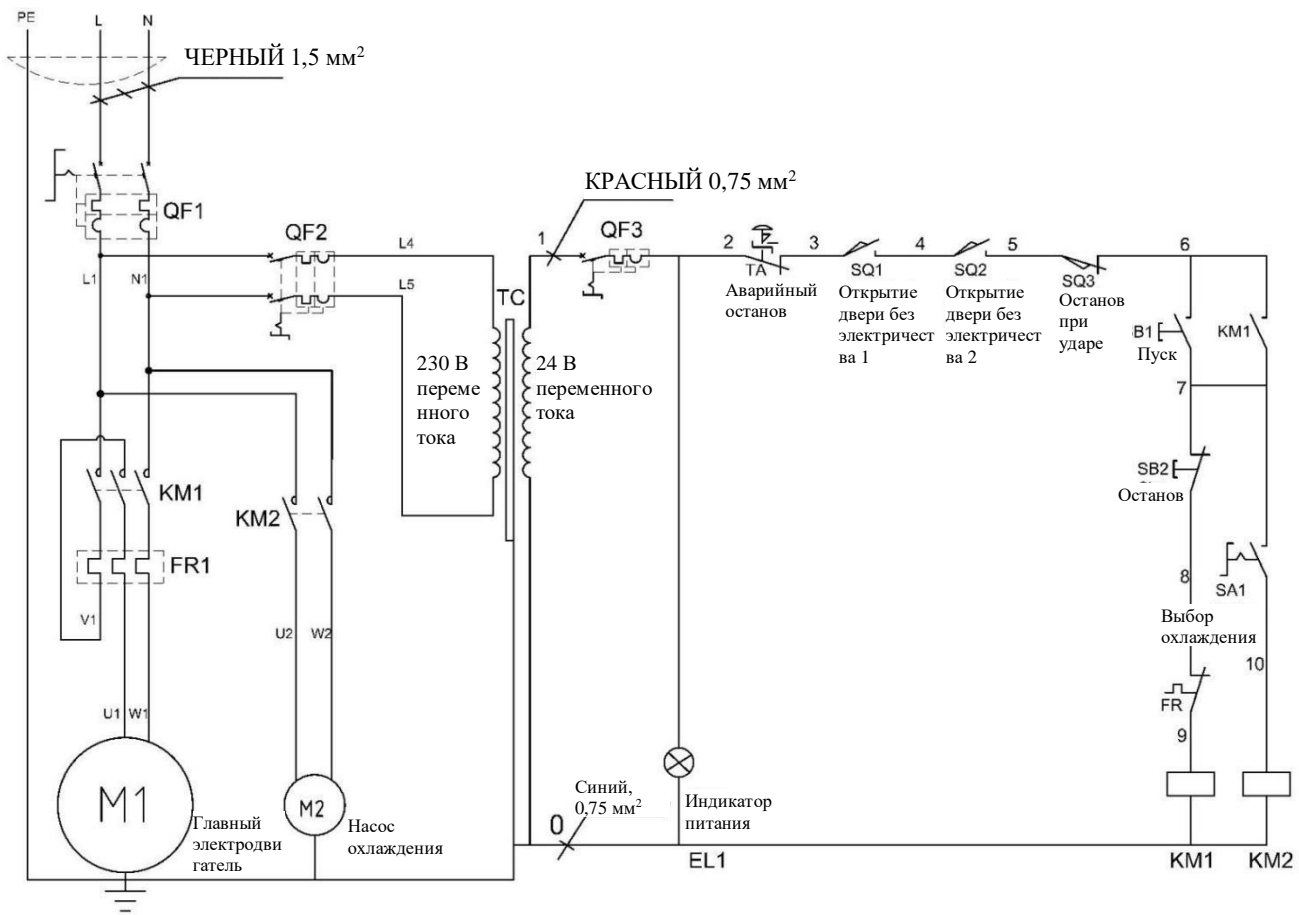 PE
L
N
ЧЕРНЫЙ 1,5 мм²
QF1
КРАСНЫЙ 0,75 мм²
QF2
L4
L1
N1
L5
TC
1
QF3
2
3
4
5
6
TA
Аварийный
останов
SQ1
Открытие
двери без
электричест
ва 1
SQ2
Открытие
двери без
электричест
ва 2
SQ3
Останов
при
ударе
B1
Пуск
KM1
230 В
переме
нного
тока
24 В
переменного
тока
7
KM1
KM2
SB2
Останов
FR1
8
SA1
V1
U2
W2
Выбор
охлаждения
10
U1
W1
FR
9
M1
Главный
электродви
гатель
M2
Насос
охлаждения
Синий,
0,75 мм²
0
Индикатор
питания
EL1
KM1
KM2